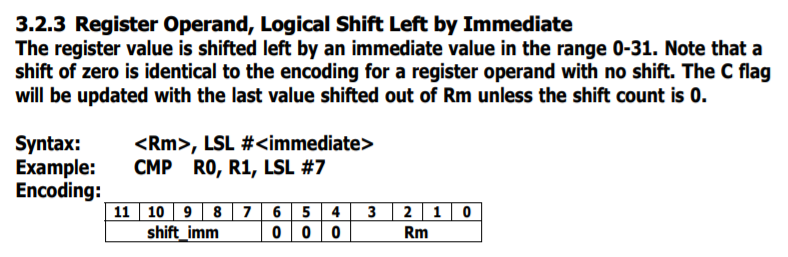 3.2.3 Register Operand, Logical Shift Left by Immediate
The register value is shifted left by an immediate value in the range 0-31. Note that a
shift of zero is identical to the encoding for a register operand with no shift. The C flag
will be updated with the last value shifted out of Rm unless the shift count is 0.
Syntax: <Rm>, LSL #<immediate>
Example: CMP R0, R1, LSL #7
Encoding:
11 10 9 8 7 6 5 4 3 2 1 0
shift_imm 0 0 0 Rm